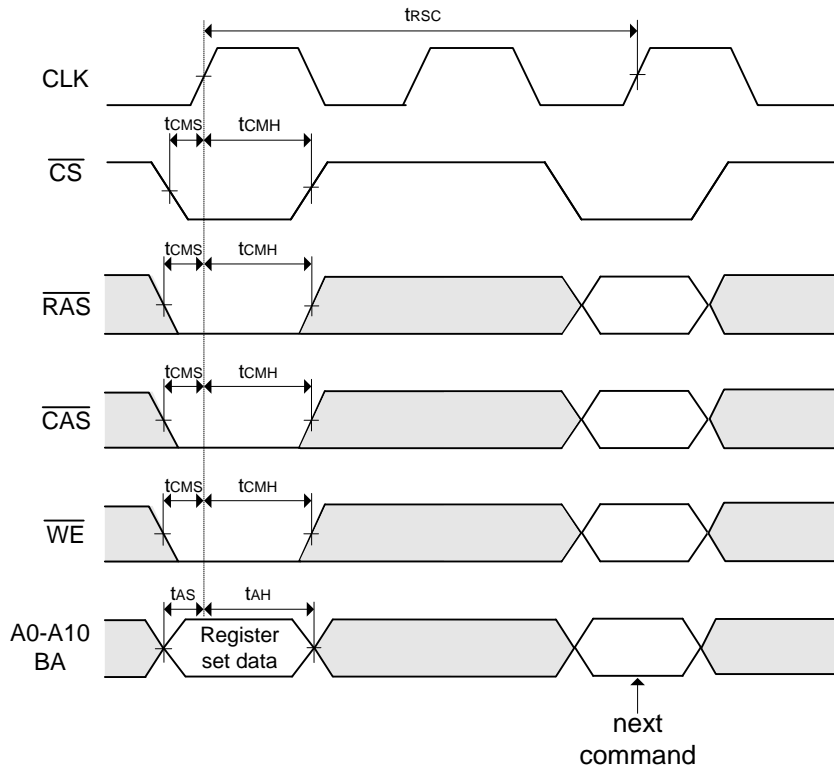 tRSC
CLK
tCMS tCMH
CS
tCMS tCMH
RAS
tCMS tCMH
CAS
tCMS tCMH
WE
tAS tAH
A0-A10
BA
Register
set data
next
command